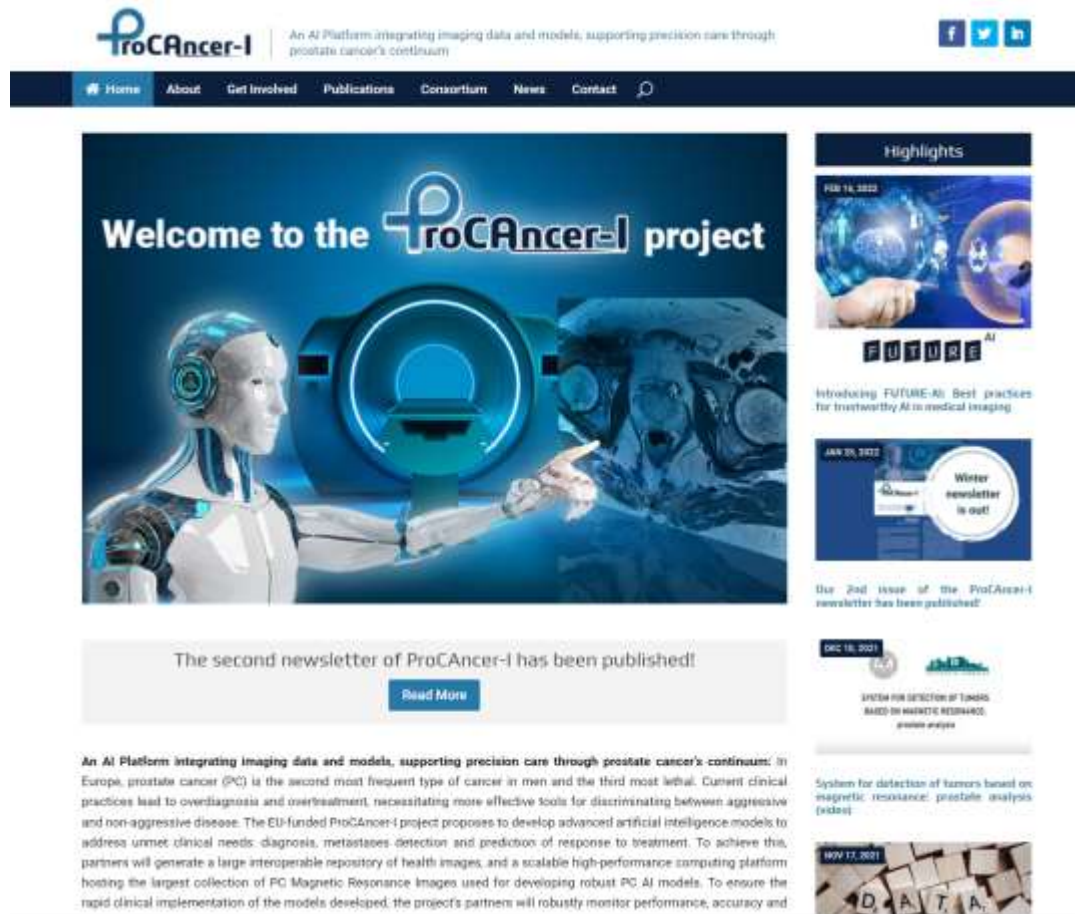 ProCAncer-I
An AI Platform integrating imaging data and models, supporting precision care through
prostate cancer's continuum
Home About Get Involved Publications Consortium News Contact
Welcome to the ProCAncer-I project
Highlights
FEB 16, 2022
FUTURE AI
Introducing FUTURE-AI: Best practices
for trustworthy AI in medical imaging
JAN 25, 2022
Winter
newsletter
is out!
Our 2nd issue of the ProCAncer-I
newsletter has been published!
The second newsletter of ProCAncer-I has been published!
Read More
DEC 10, 2021
SYSTEM FOR DETECTION OF TUMORS
BASED ON MAGNETIC RESONANCE,
prostate analysis
System for detection of tumors based on
magnetic resonance: prostate analysis
(video)
NOV 17, 2021
DATA
An AI Platform integrating imaging data and models, supporting precision care through prostate cancer's continuum: In
Europe, prostate cancer (PC) is the second most frequent type of cancer in men and the third most lethal. Current clinical
practices lead to overdiagnosis and overtreatment, necessitating more effective tools for discriminating between aggressive
and non-aggressive disease. The EU-funded ProCAncer-I project proposes to develop advanced artificial intelligence models to
address unmet clinical needs: diagnosis, metastases detection and prediction of response to treatment. To achieve this,
partners will generate a large interoperable repository of health images, and a scalable high-performance computing platform
hosting the largest collection of PC Magnetic Resonance Images used for developing robust PC AI models. To ensure the
rapid clinical implementation of the models developed, the project's partners will robustly monitor performance, accuracy and